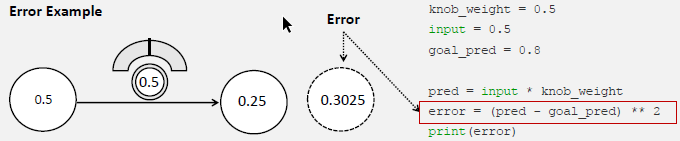 Error Example
0.5
0.5
0.25
Error
0.3025
knob_weight = 0.5
input = 0.5
goal_pred = 0.8
pred = input * knob_weight
error = (pred - goal_pred) ** 2
print(error)